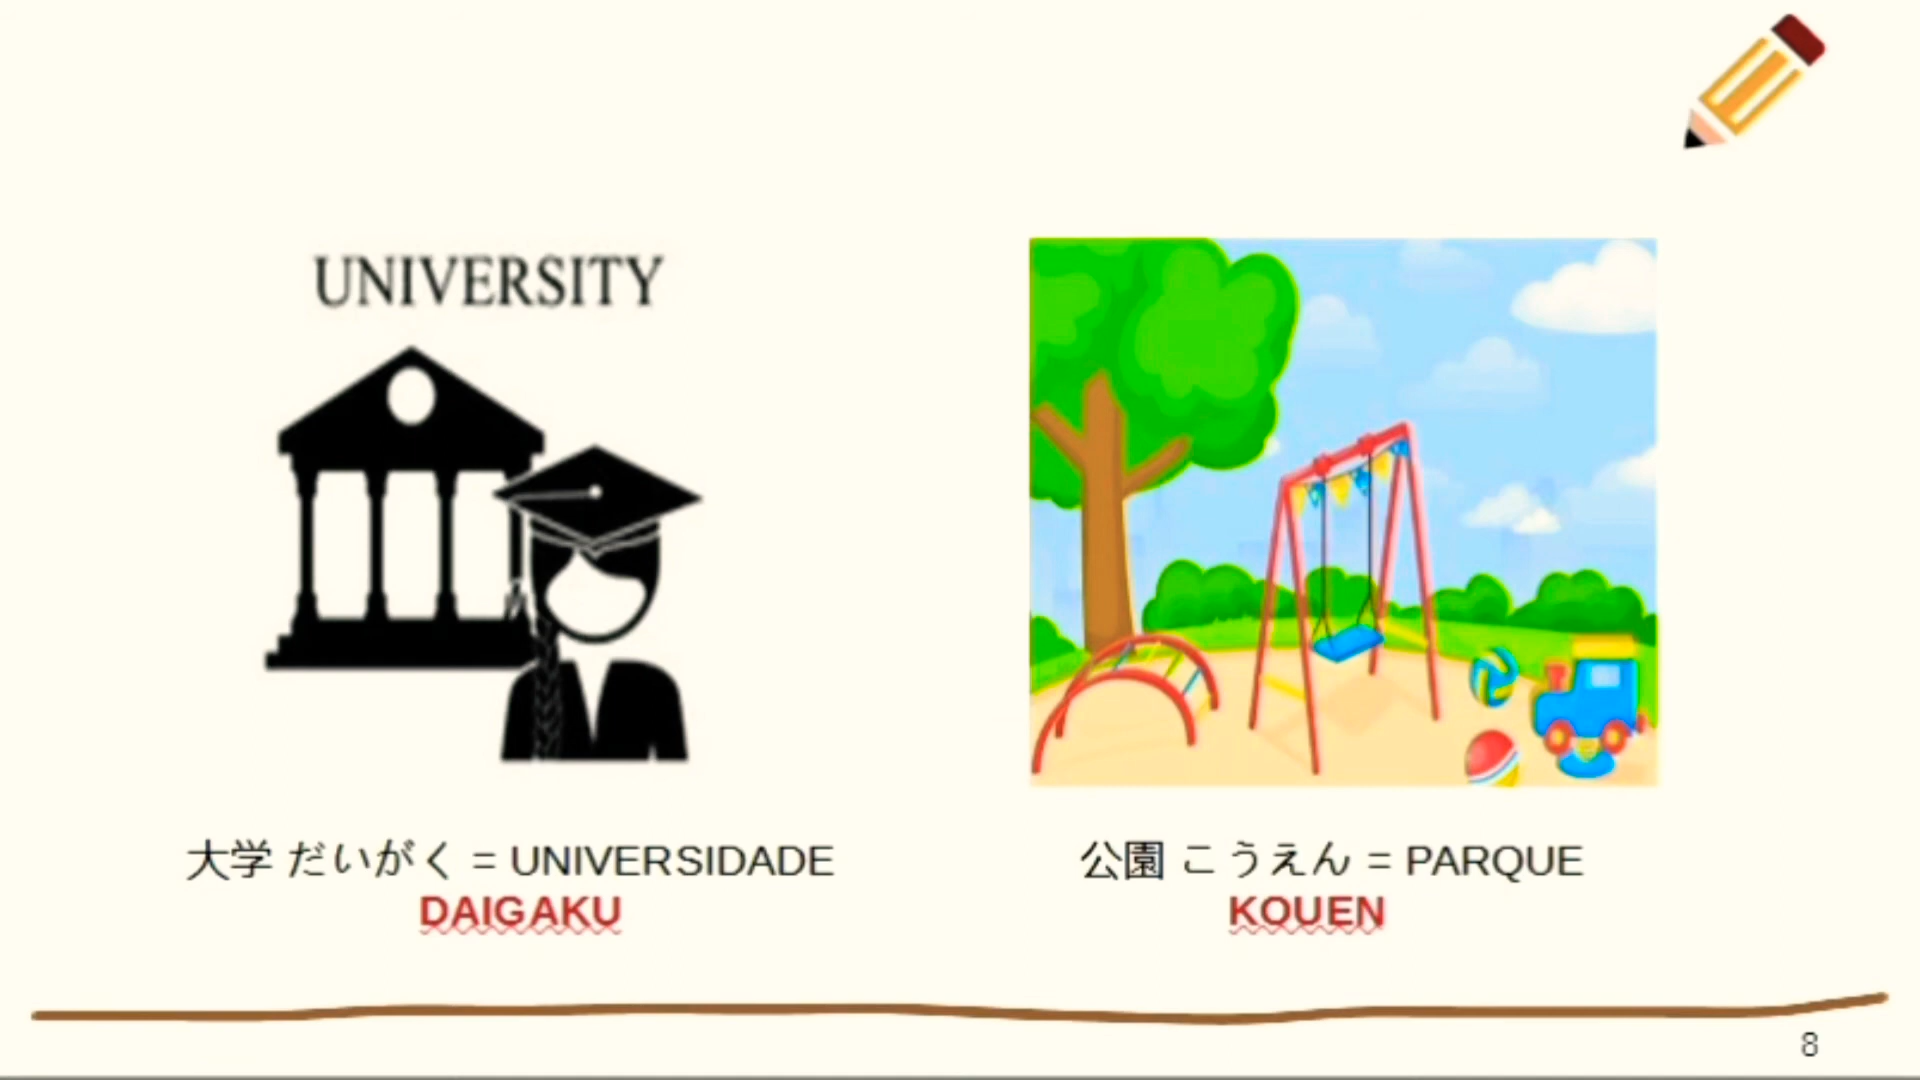 UNIVERSITY
大学 だいがく = UNIVERSIDADE
DAIGAKU
公園 こうえん = PARQUE
KOUEN
8